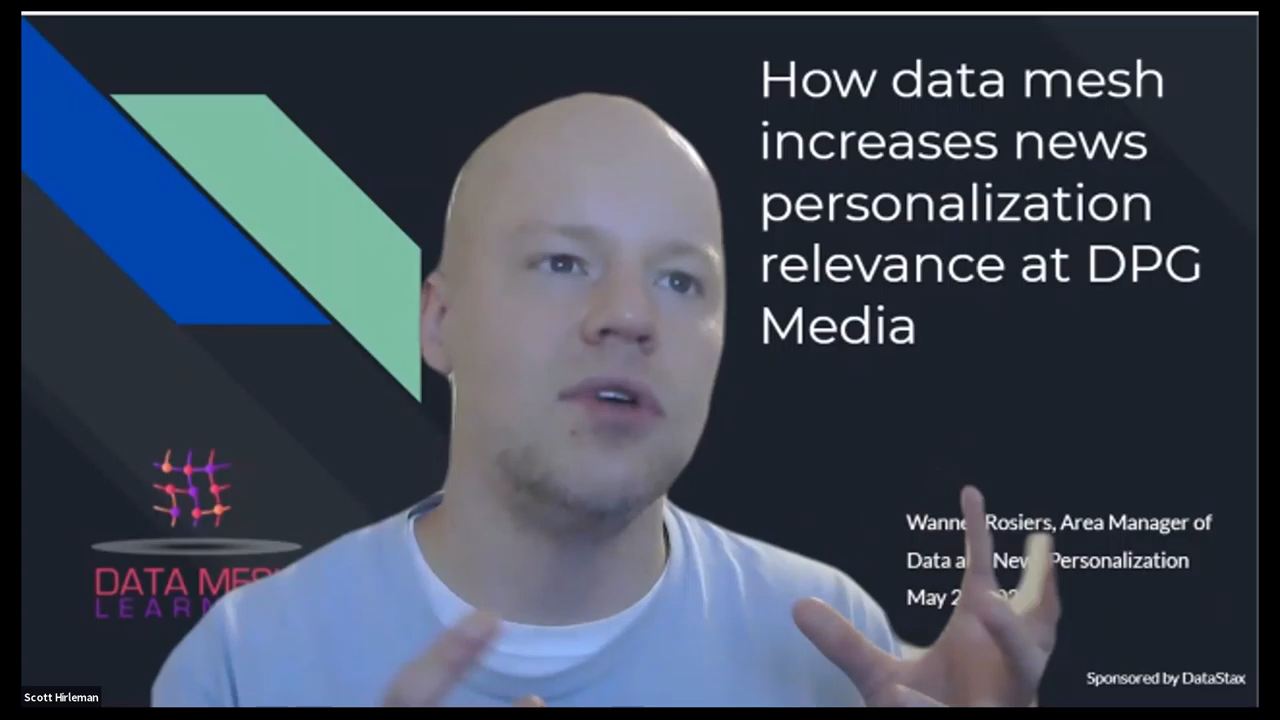 How data mesh
increases news
personalization
relevance at DPG
Media
DATA
Rosiers, Area Manager of
Data Personalization
May
Sponsored by DataStax
Scott Hirleman